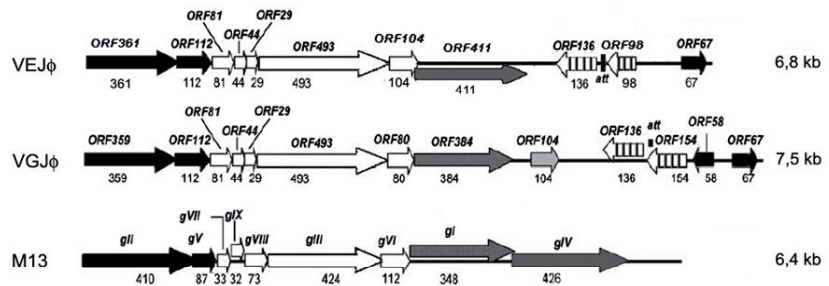 ORF81 ORF29
ORF44
ORF361 ORF112 ORF493 ORF104 ORF411 ORF136 ORF98 ORF67
VEJϕ 6,8 kb
att
361 112 81 44 29 493 104 411 136 98 67
ORF81 ORF29
ORF44 att ORF58
ORF359 ORF112 ORF493 ORF80 ORF384 ORF104 ORF136 ORF154 ORF67
VGJϕ 7,5 kb
359 112 81 44 29 493 80 384 104 136 154 58 67
gVII gIX
gII gV gVIII gIII gVI gI gIV
M13 6,4 kb
410 87 33 32 73 424 112 348 426